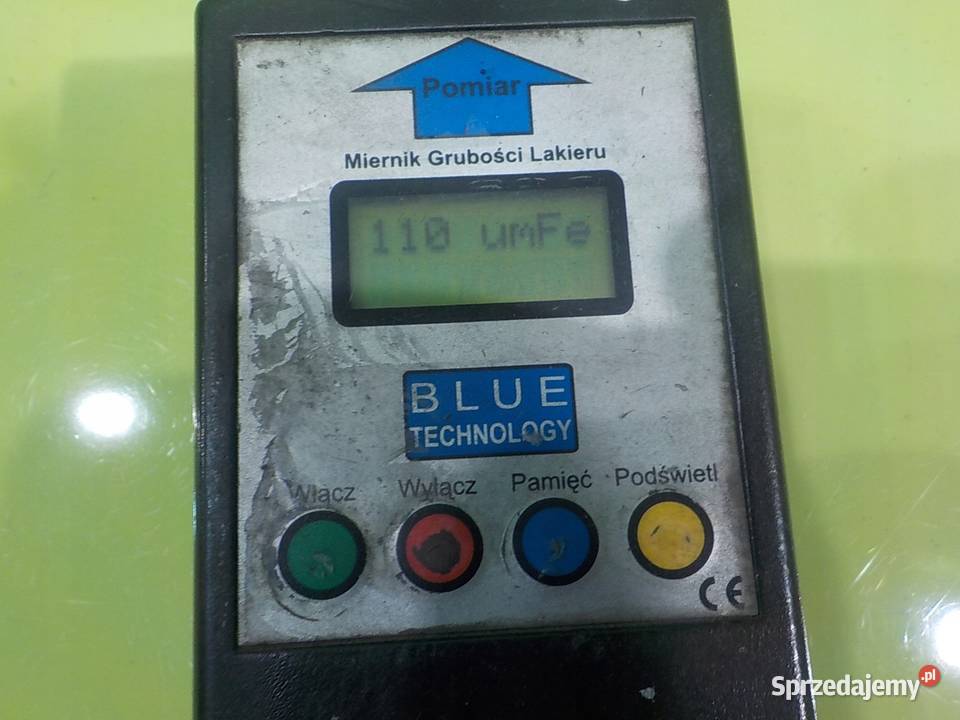 Pomiar
Miernik Grubości Lakieru
110 umFe
BLUE
TECHNOLOGY
Włącz Wyłącz Pamięć Podświetl
CE
Sprzedajemy.pl